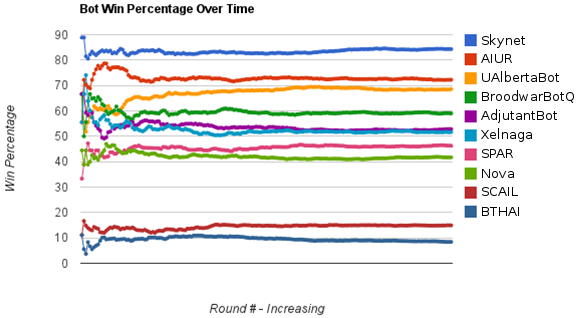 Bot Win Percentage Over Time
90
80
70
60
50
40
30
20
10
0
Win Percentage
Round # - Increasing
Skynet
AIUR
UAlbertaBot
BroodwarBotQ
AdjutantBot
Xelnaga
SPAR
Nova
SCAIL
BTHAI